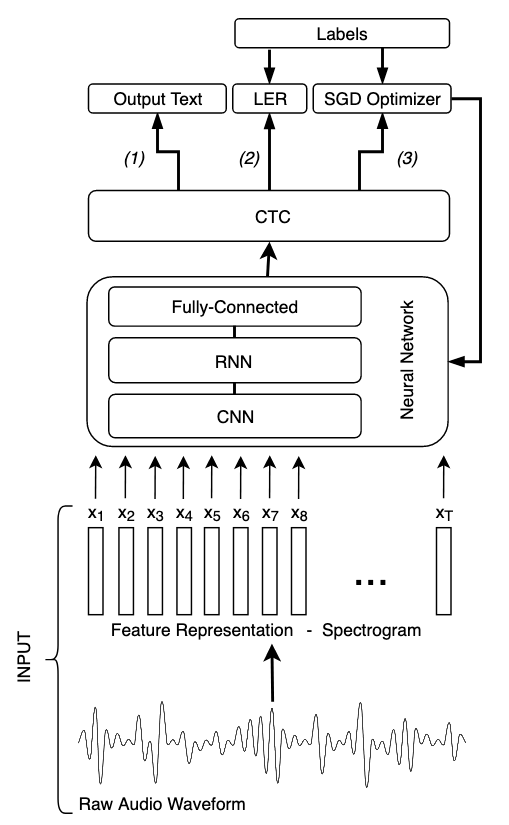 Labels
Output Text
LER
SGD Optimizer
(1)
(2)
(3)
CTC
Fully-Connected
RNN
CNN
Neural Network
x1 x2 x3 x4 x5 x6 x7 x8 xT
...
Feature Representation - Spectrogram
INPUT
Raw Audio Waveform